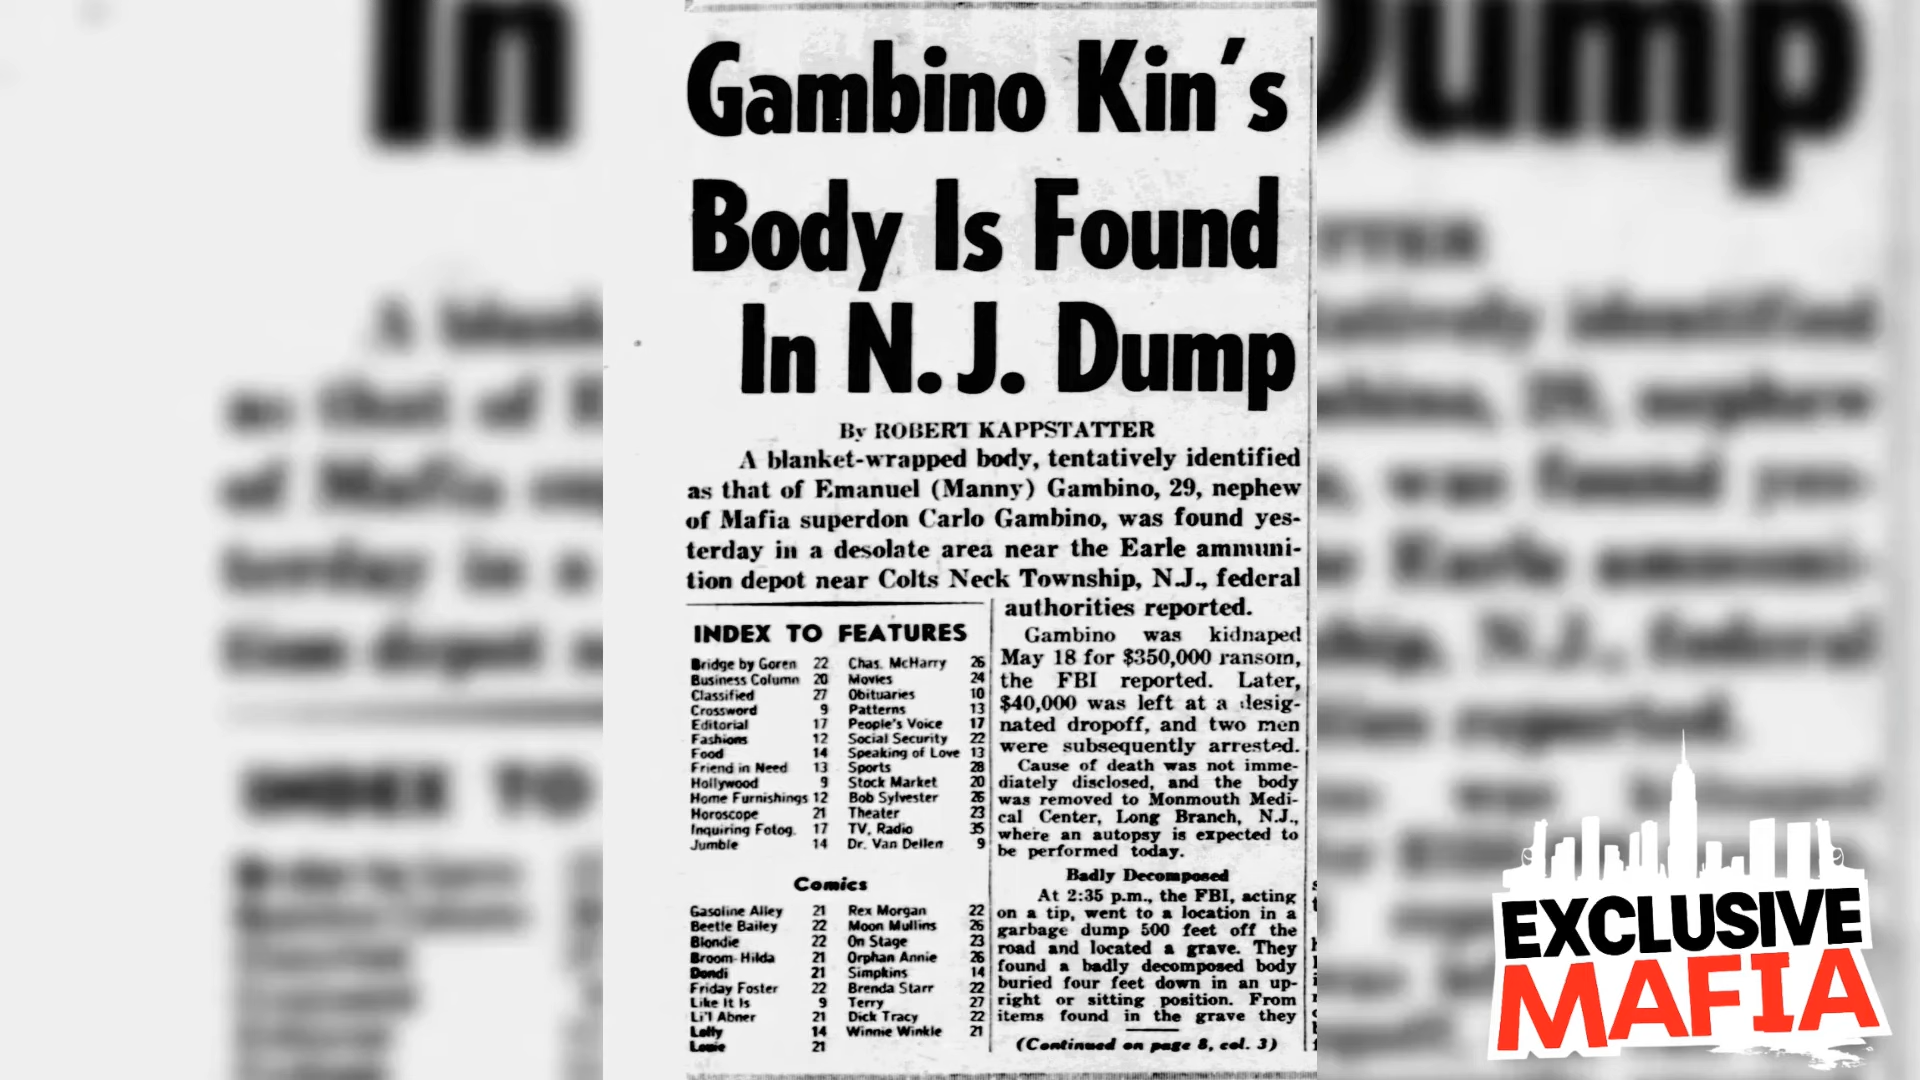 Gambino Kin's
Body Is Found
In N.J. Dump
By ROBERT KAPPSTATTER
A blanket-wrapped body, tentatively identified
as that of Emanuel (Manny) Gambino, 29, nephew
of Mafia superdon Carlo Gambino, was found yes-
terday in a desolate area near the Earle ammuni-
tion depot near Colts Neck Township, N.J., federal
authorities reported.
Gambino was kidnaped
May 18 for $350,000 ransom,
the FBI reported. Later,
$40,000 was left at a desig-
nated dropoff, and two men
were subsequently arrested.
Cause of death was not imme-
diately disclosed, and the body
was removed to Monmouth Medi-
cal Center, Long Branch, N.J.,
where an autopsy is expected to
be performed today.
Badly Decomposed
At 2:35 p.m., the FBI, acting
on a tip, went to a location in a
garbage dump 500 feet off the
road and located a grave. They
found a badly decomposed body
buried four feet down in an up-
right or sitting position. From
items found in the grave they
(Continued on page 8, col. 3)
INDEX TO FEATURES
Bridge by Goren 22 Chas. McHarry 26
Business Column 20 Movies 24
Classified 27 Obituaries 10
Crossword 9 Patterns 13
Editorial 17 People's Voice 17
Fashions 12 Social Security 22
Food 14 Speaking of Love 13
Friend in Need 13 Sports 28
Hollywood 9 Stock Market 20
Home Furnishings 12 Bob Sylvester 26
Horoscope 21 Theater 23
Inquiring Fotog. 17 TV, Radio 35
Jumble 14 Dr. Van Dellen 9
Comics
Gasoline Alley 21 Rex Morgan 22
Beetle Bailey 22 Moon Mullins 26
Blondie 22 On Stage 23
Broom-Hilda 21 Orphan Annie 26
Dondi 21 Simpkins 14
Friday Foster 22 Brenda Starr 22
Like It Is 9 Terry 27
Li'l Abner 21 Dick Tracy 22
Lolly 14 Winnie Winkle 21
Louie 21
EXCLUSIVE
MAFIA